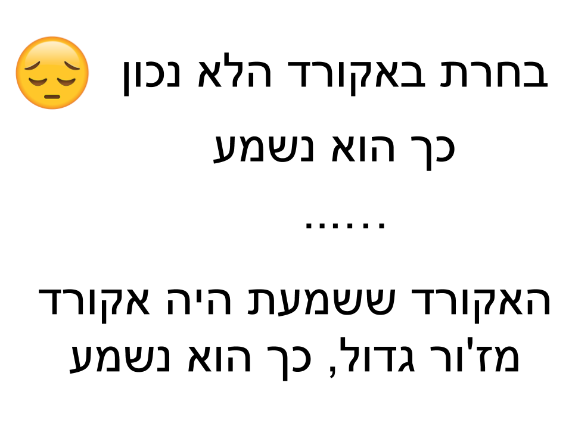 בחרת באקורד הלא נכון
כך הוא נשמע
......
האקורד ששמעת היה אקורד
מז'ור גדול, כך הוא נשמע